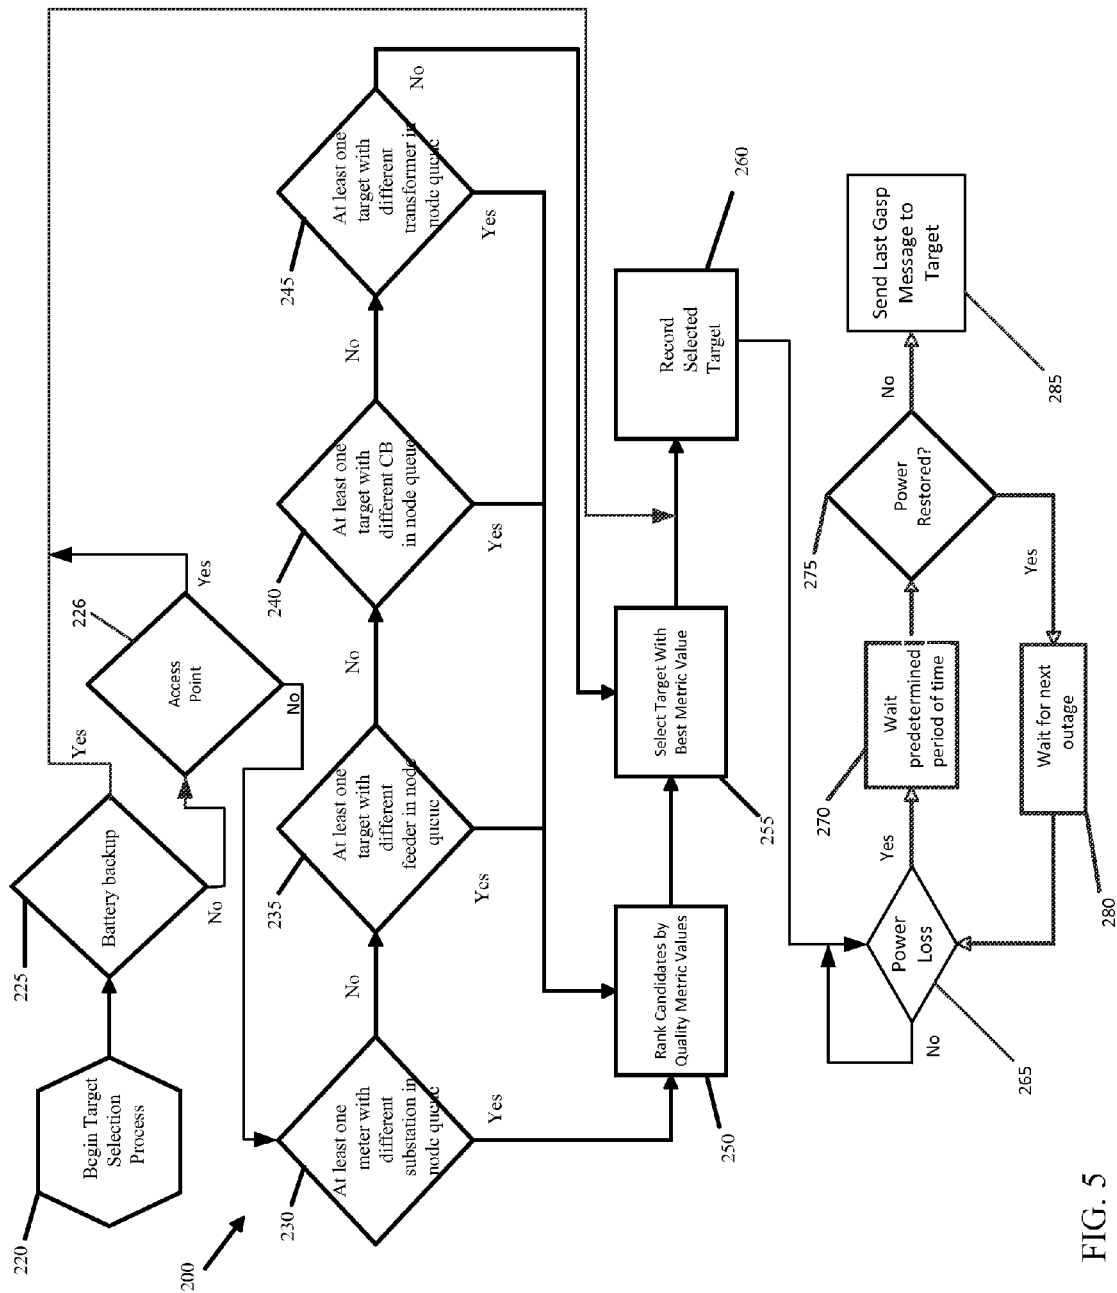 200
220
Begin Target
Selection
Process
225
Battery backup
Yes
No
226
Access
Point
Yes
No
230
At least one
meter with
different
substation in
node queue
Yes
No
235
At least one
target with
different
feeder in node
queue
Yes
No
240
At least one
target with
different CB
in node queue
Yes
No
245
At least one
target with
different
transformer in
node queue
Yes
No
Rank Candidates by
Quality Metric Values
250
Select Target With
Best Metric Value
255
Record
Selected
Target
260
Power
Loss
265
No
Yes
Wait
predetermined
period of time
270
Power
Restored?
275
No
Yes
Wait for next
outage
280
Send Last Gasp
Message to
Target
285
FIG. 5